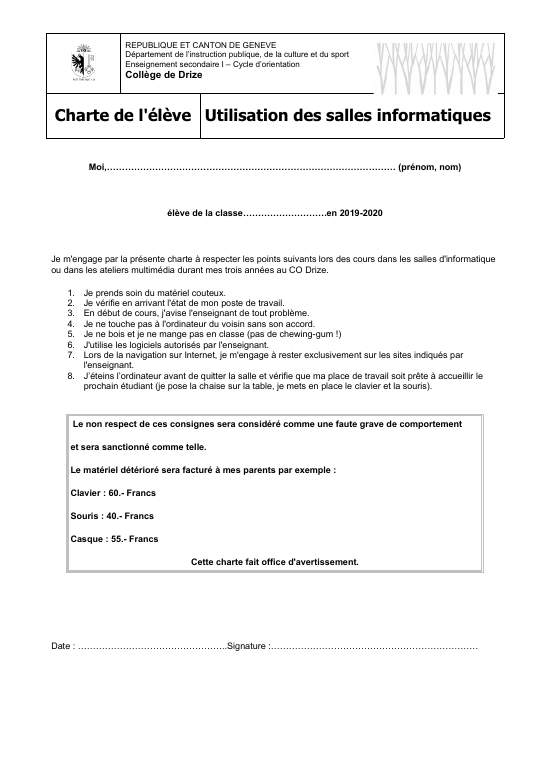 REPUBLIQUE ET CANTON DE GENEVE
Département de l'instruction publique, de la culture et du sport
Enseignement secondaire I – Cycle d'orientation
Collège de Drize
Charte de l'élève
Utilisation des salles informatiques
Moi,…………………………………………………………………………………… (prénom, nom)
élève de la classe……………………….en 2019-2020
Je m'engage par la présente charte à respecter les points suivants lors des cours dans les salles d'informatique
ou dans les ateliers multimédia durant mes trois années au CO Drize.
1. Je prends soin du matériel couteux.
2. Je vérifie en arrivant l'état de mon poste de travail.
3. En début de cours, j'avise l'enseignant de tout problème.
4. Je ne touche pas à l'ordinateur du voisin sans son accord.
5. Je ne bois et je ne mange pas en classe (pas de chewing-gum !)
6. J'utilise les logiciels autorisés par l'enseignant.
7. Lors de la navigation sur Internet, je m'engage à rester exclusivement sur les sites indiqués par
l'enseignant.
8. J'éteins l'ordinateur avant de quitter la salle et vérifie que ma place de travail soit prête à accueillir le
prochain étudiant (je pose la chaise sur la table, je mets en place le clavier et la souris).
Le non respect de ces consignes sera considéré comme une faute grave de comportement
et sera sanctionné comme telle.
Le matériel détérioré sera facturé à mes parents par exemple :
Clavier : 60.- Francs
Souris : 40.- Francs
Casque : 55.- Francs
Cette charte fait office d'avertissement.
Date : …………………………………………..Signature :……………………………………………………………